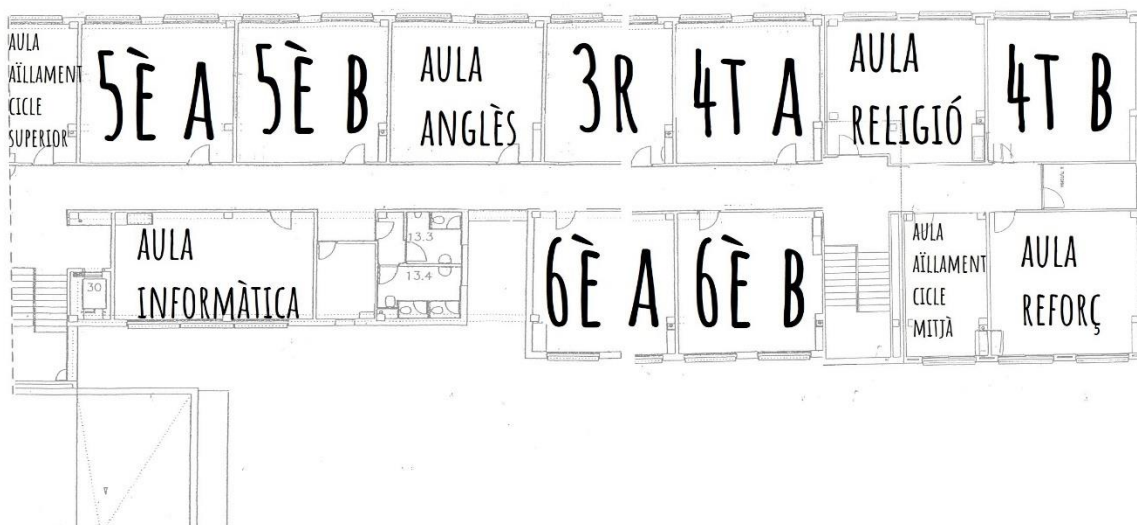 AULA
AÏLLAMENT
CICLE
SUPERIOR
5È A
5È B
AULA
ANGLÈS
3R
4T A
AULA
RELIGIÓ
4T B
AULA
INFORMÀTICA
30
13.3
13.4
6È A
6È B
AULA
AÏLLAMENT
CICLE
MITJÀ
AULA
REFORÇ